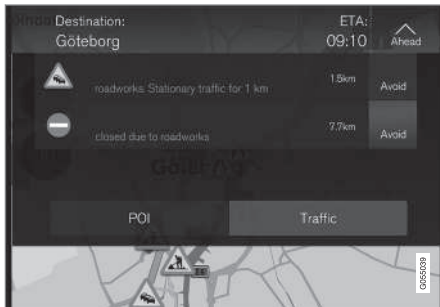 Destination:
ETA:
Göteborg
09:10
Ahead
roadworks. Stationary traffic for 1 km
1.5km
Avoid
closed due to roadworks
7.7km
Avoid
POI
Traffic
G055039